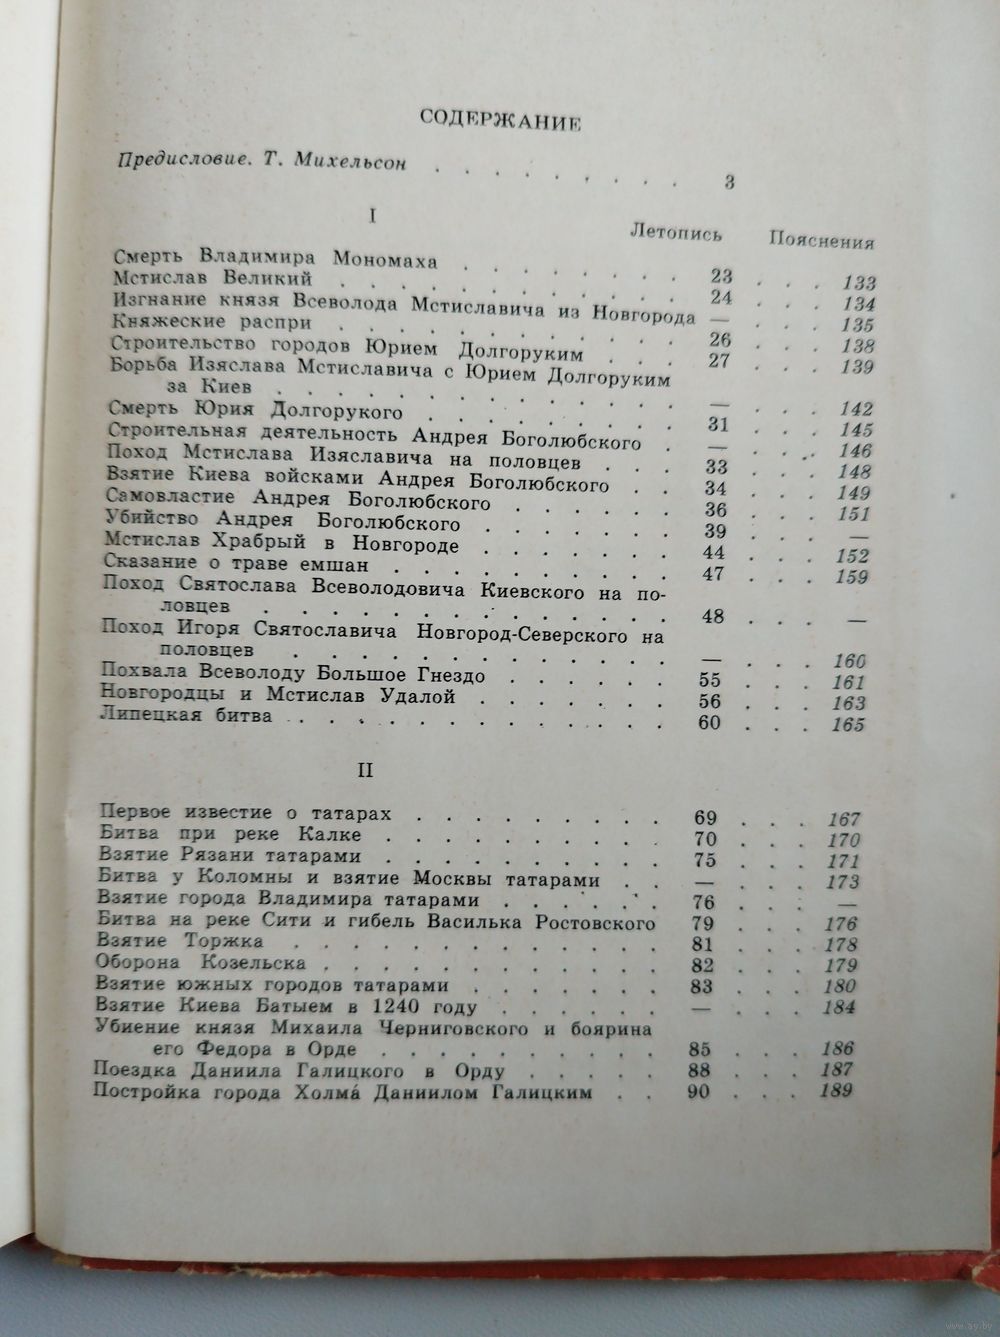 СОДЕРЖАНИЕ
Предисловие. Т. Михельсон . . . . . . . . . 3
I
Летопись Пояснения
Смерть Владимира Мономаха . . . . . . . . 23 . . . 133
Мстислав Великий . . . . . . . . . . . . 24 . . . 134
Изгнание князя Всеволода Мстиславича из Новгорода — . . . 135
Княжеские распри . . . . . . . . . . . . 26 . . . 138
Строительство городов Юрием Долгоруким . . . 27 . . . 139
Борьба Изяслава Мстиславича с Юрием Долгоруким
за Киев . . . . . . . . . . . . . . — . . . 142
Смерть Юрия Долгорукого . . . . . . . . . 31 . . . 145
Строительная деятельность Андрея Боголюбского . — . . . 146
Поход Мстислава Изяславича на половцев . . . 33 . . . 148
Взятие Киева войсками Андрея Боголюбского . . 34 . . . 149
Самовластие Андрея Боголюбского . . . . . . 36 . . . 151
Убийство Андрея Боголюбского . . . . . . . 39 . . . —
Мстислав Храбрый в Новгороде . . . . . . . 44 . . . 152
Сказание о траве емшан . . . . . . . . . . 47 . . . 159
Поход Святослава Всеволодовича Киевского на по-
ловцев . . . . . . . . . . . . . 48 . . . —
Поход Игоря Святославича Новгород-Северского на
половцев . . . . . . . . . . . . . — . . . 160
Похвала Всеволоду Большое Гнездо . . . . . . 55 . . . 161
Новгородцы и Мстислав Удалой . . . . . . . 56 . . . 163
Липецкая битва . . . . . . . . . . . . . 60 . . . 165
II
Первое известие о татарах . . . . . . . . . 69 . . . 167
Битва при реке Калке . . . . . . . . . . 70 . . . 170
Взятие Рязани татарами . . . . . . . . . . 75 . . . 171
Битва у Коломны и взятие Москвы татарами . . — . . . 173
Взятие города Владимира татарами . . . . . . 76 . . . —
Битва на реке Сити и гибель Василька Ростовского 79 . . . 176
Взятие Торжка . . . . . . . . . . . . . 81 . . . 178
Оборона Козельска . . . . . . . . . . . . 82 . . . 179
Взятие южных городов татарами . . . . . . . 83 . . . 180
Взятие Киева Батыем в 1240 году . . . . . . — . . . 184
Убиение князя Михаила Черниговского и боярина
его Федора в Орде . . . . . . . . . . 85 . . . 186
Поездка Даниила Галицкого в Орду . . . . . 88 . . . 187
Постройка города Холма́ Даниилом Галицким . . 90 . . . 189
www.ay.by